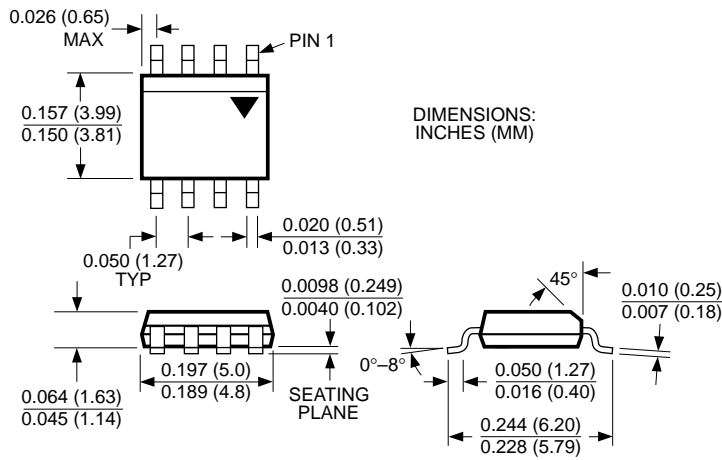 0.026 (0.65)
MAX
PIN 1
0.157 (3.99)
0.150 (3.81)
DIMENSIONS:
INCHES (MM)
0.020 (0.51)
0.013 (0.33)
0.050 (1.27)
TYP
0.0098 (0.249)
0.0040 (0.102)
45°
0.010 (0.25)
0.007 (0.18)
0°–8°
0.064 (1.63)
0.045 (1.14)
0.197 (5.0)
0.189 (4.8)
SEATING
PLANE
0.050 (1.27)
0.016 (0.40)
0.244 (6.20)
0.228 (5.79)